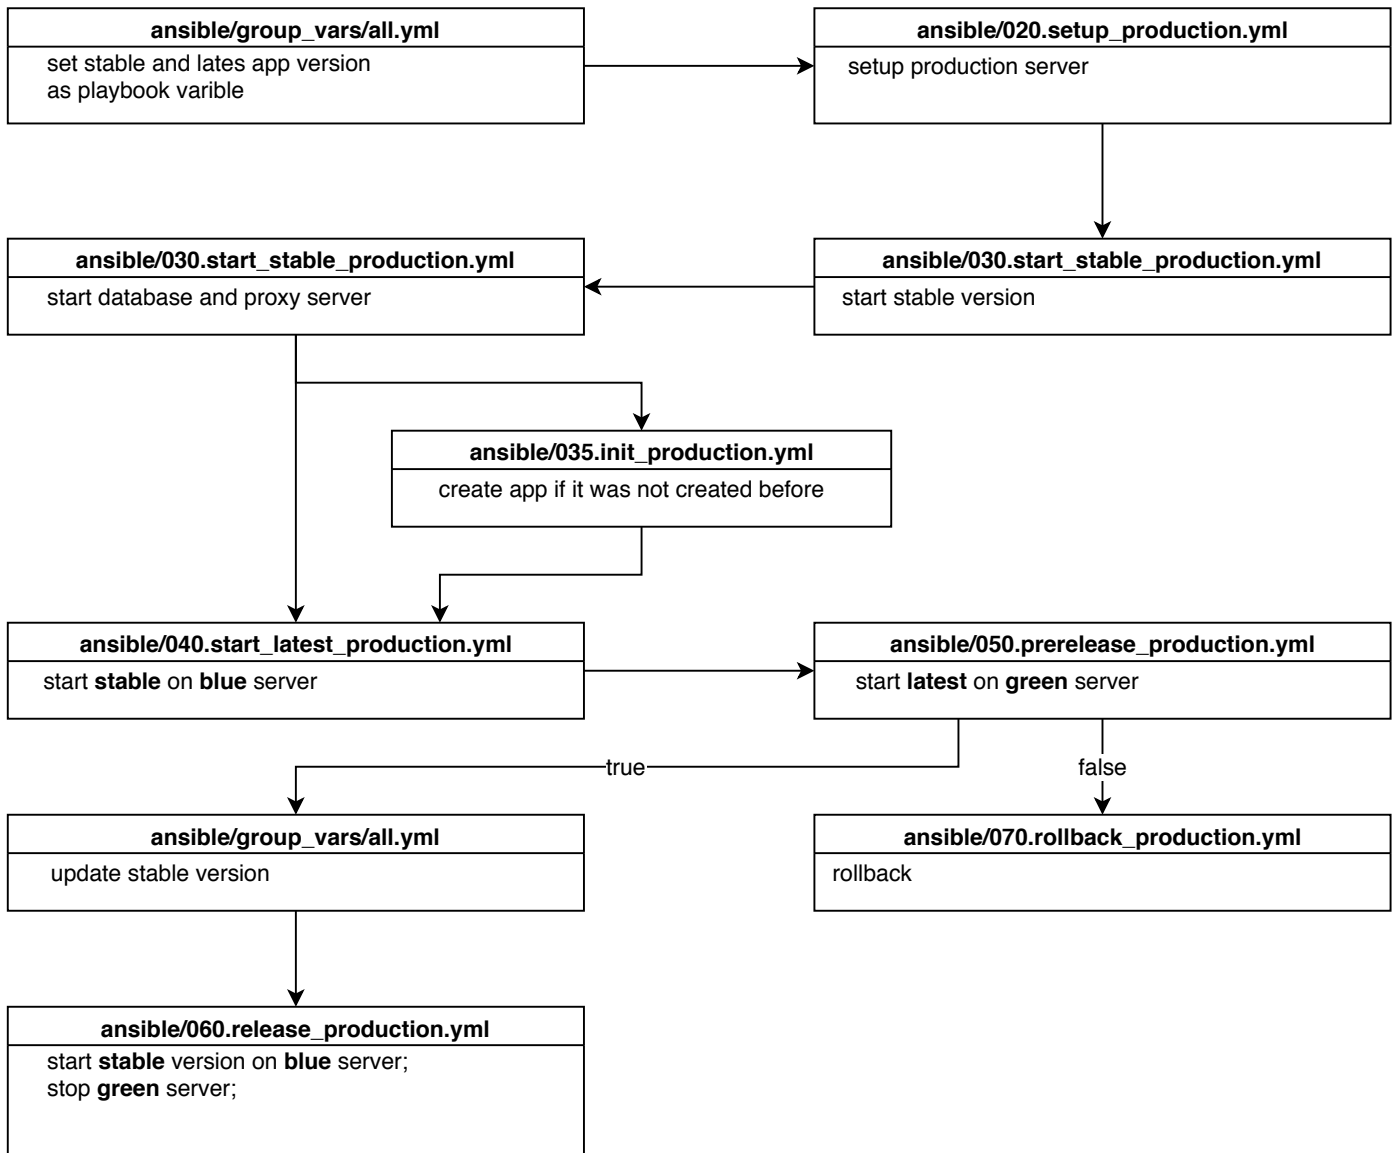 ansible/group_vars/all.yml
set stable and lates app version
as playbook varible
ansible/020.setup_production.yml
setup production server
ansible/030.start_stable_production.yml
start database and proxy server
ansible/030.start_stable_production.yml
start stable version
ansible/035.init_production.yml
create app if it was not created before
ansible/040.start_latest_production.yml
start stable on blue server
ansible/050.prerelease_production.yml
start latest on green server
true
false
ansible/group_vars/all.yml
update stable version
ansible/070.rollback_production.yml
rollback
ansible/060.release_production.yml
start stable version on blue server;
stop green server;